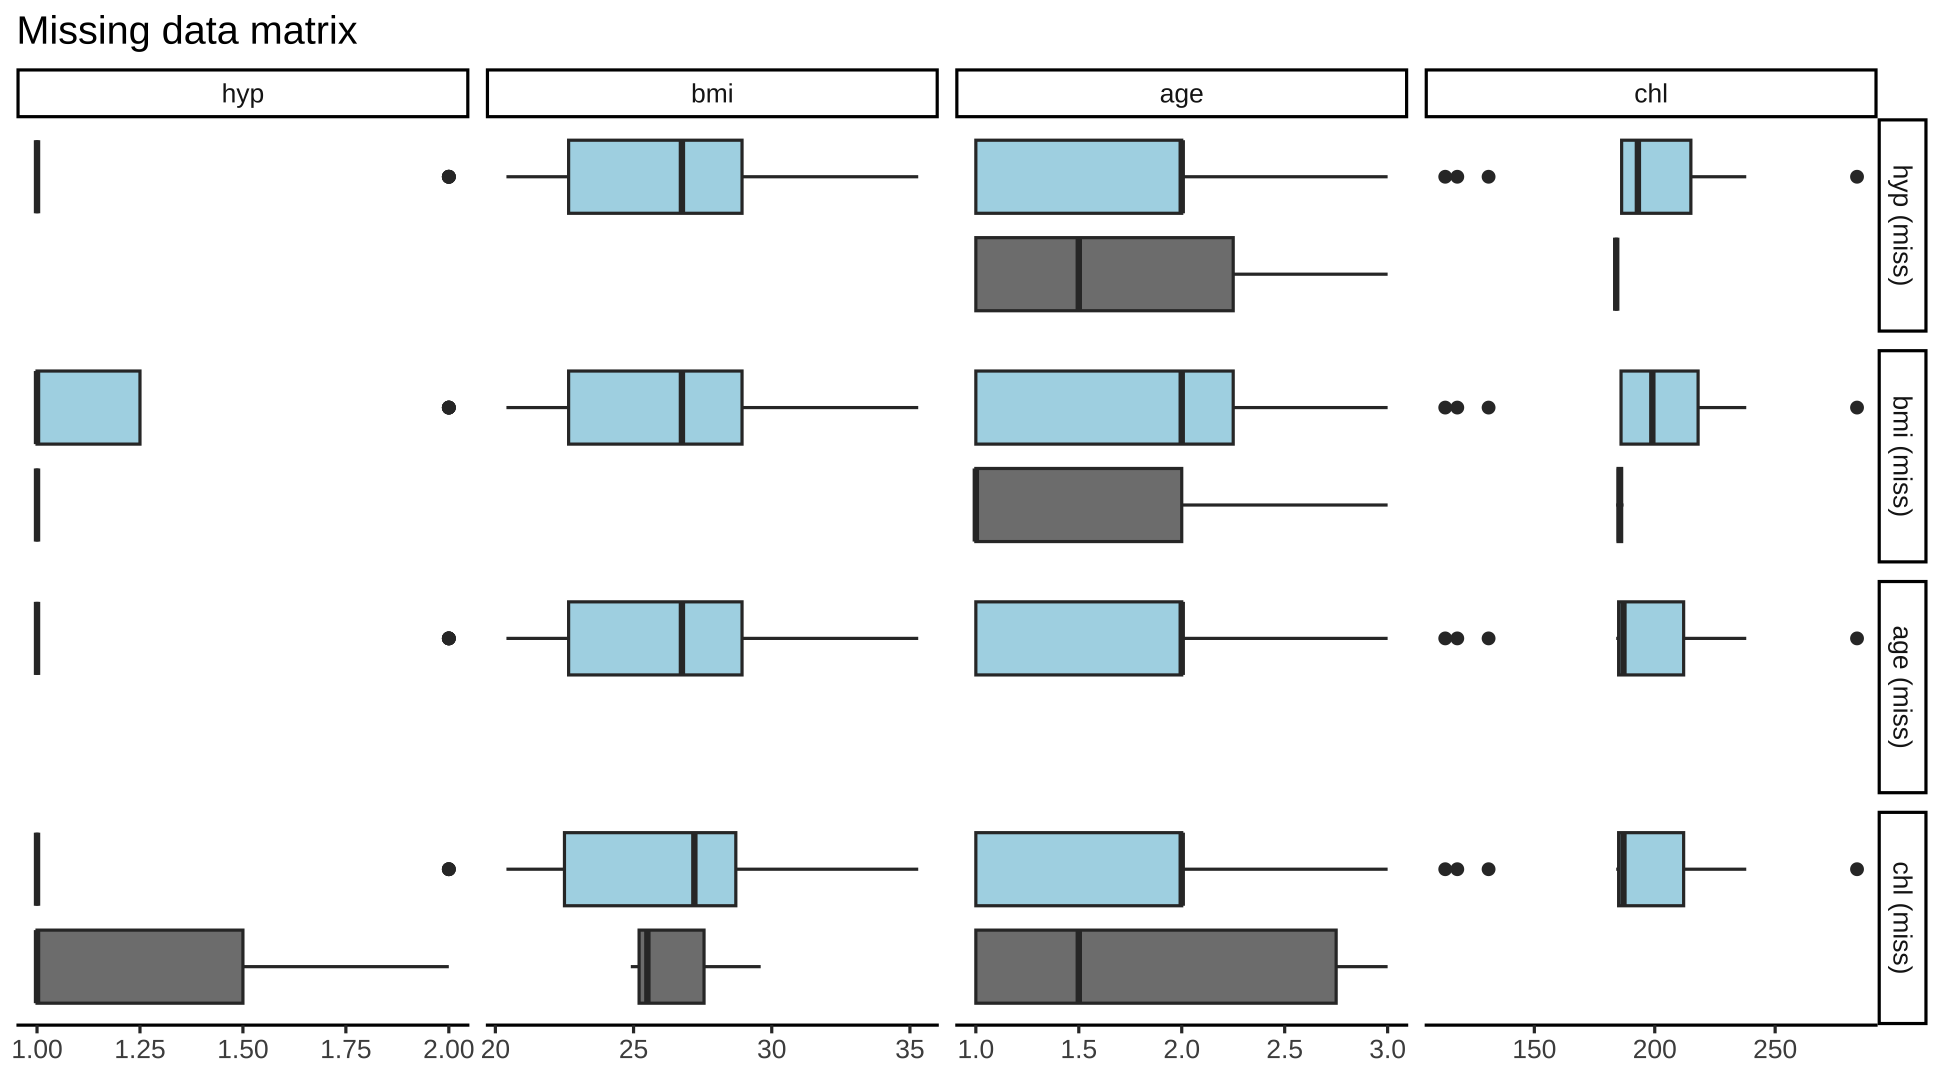 Missing data matrix
hyp bmi age chl
hyp (miss)
bmi (miss)
age (miss)
chl (miss)
1.00 1.25 1.50 1.75 2.00 20 25 30 35 1.0 1.5 2.0 2.5 3.0 150 200 250